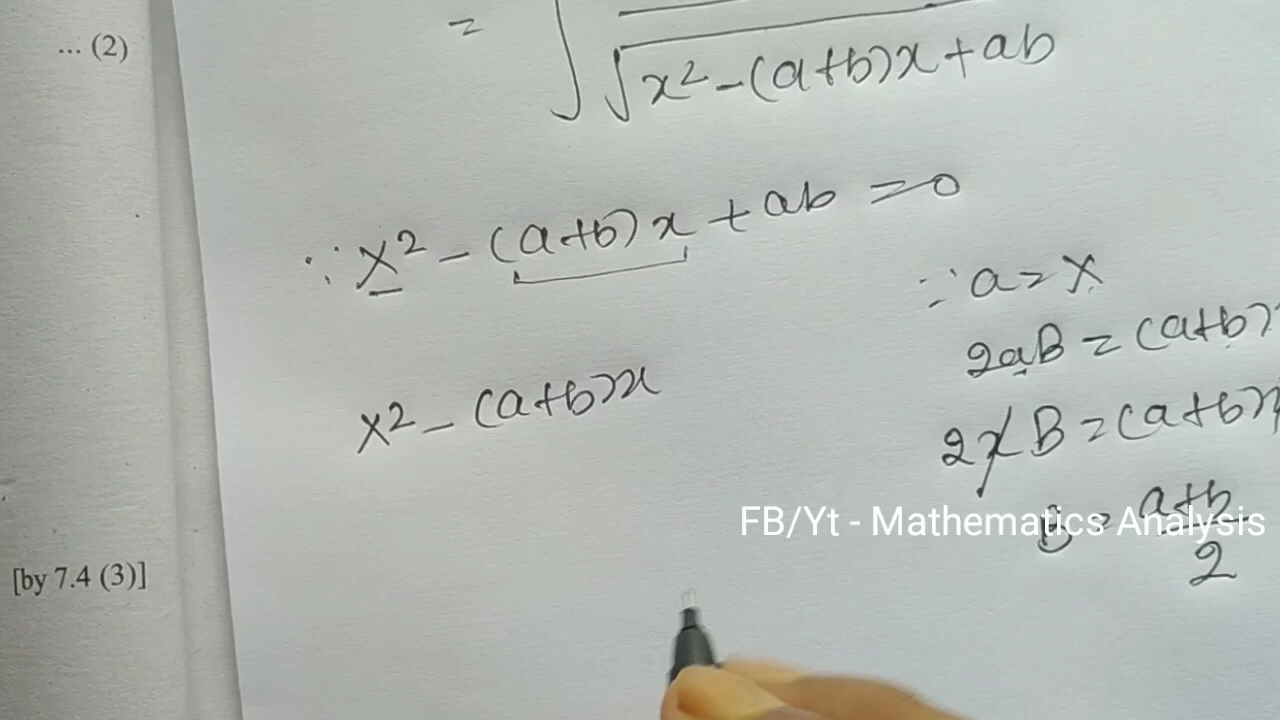 ... (2)
= ∫ √x² - (a+b)x + ab
∵ x² - (a+b)x + ab = 0
∵ a = x
2aB = (a+b)x
x² - (a+b)x
2xB = (a+b)x
B = a+b/2
FB/Yt - Mathematics Analysis
[by 7.4 (3)]